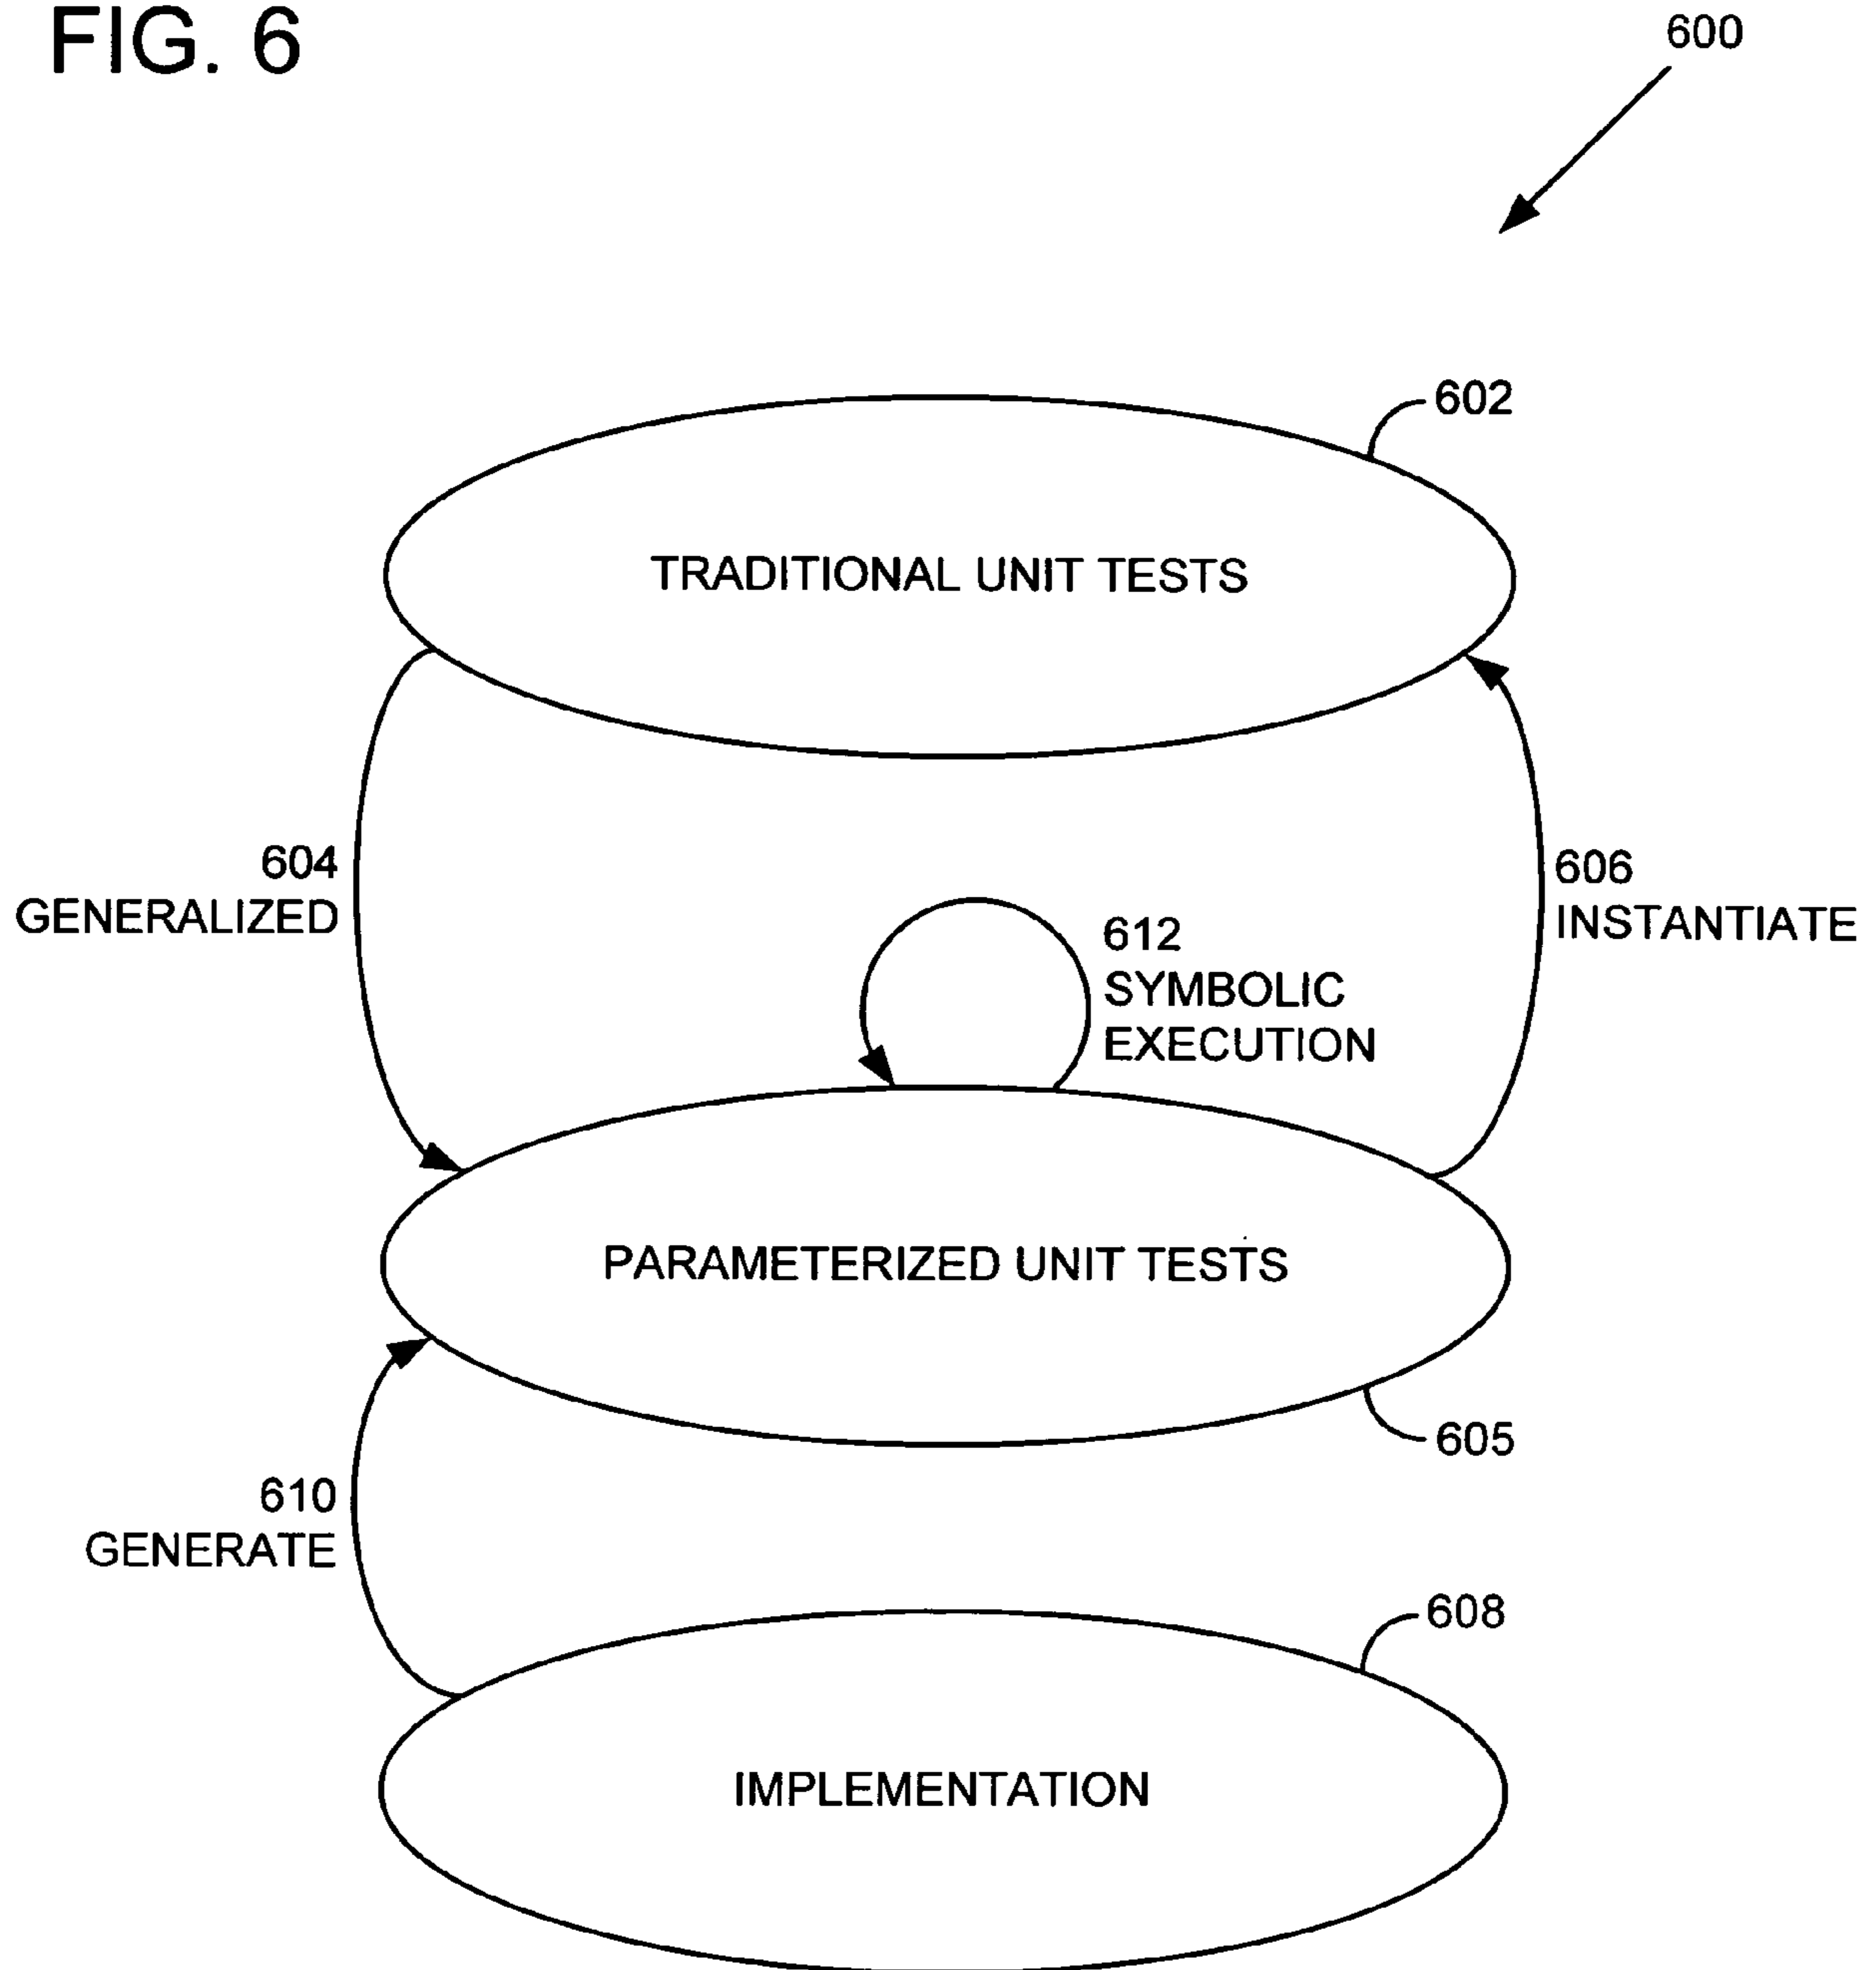 FIG. 6
600
602
TRADITIONAL UNIT TESTS
604
GENERALIZED
606
INSTANTIATE
612
SYMBOLIC
EXECUTION
PARAMETERIZED UNIT TESTS
605
610
GENERATE
608
IMPLEMENTATION